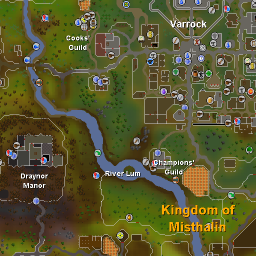 Varrock
Cooks'
Guild
Champions'
Guild
Draynor
Manor
River Lum
Kingdom of
Misthalin